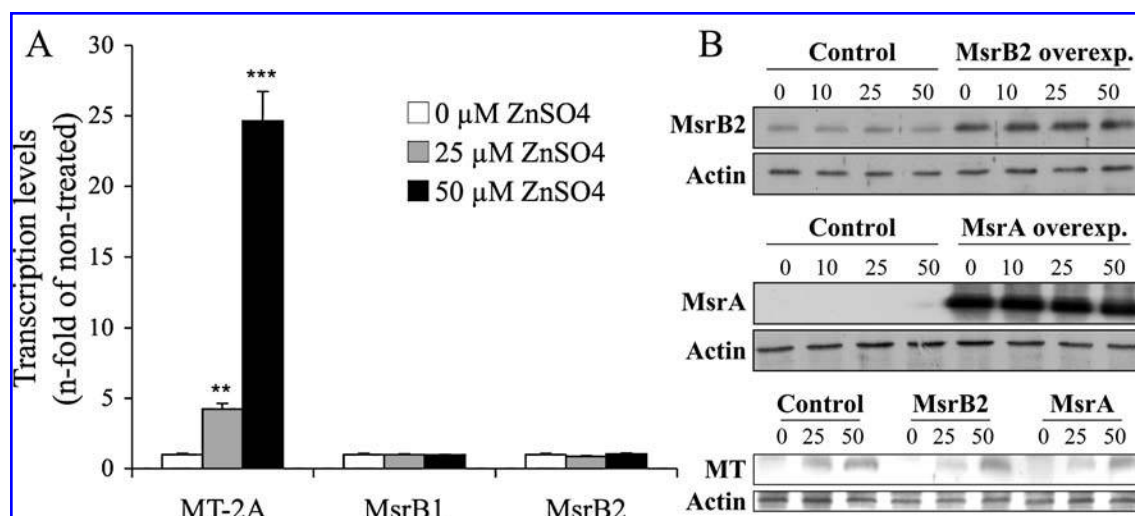 A
Transcription levels
(n-fold of non-treated)
30
25
20
15
10
5
0
***
**
0 μM ZnSO4
25 μM ZnSO4
50 μM ZnSO4
MT-2A MsrB1 MsrB2
B
Control MsrB2 overexp.
0 10 25 50 0 10 25 50
MsrB2
Actin
Control MsrA overexp.
0 10 25 50 0 10 25 50
MsrA
Actin
Control MsrB2 MsrA
0 25 50 0 25 50 0 25 50
MT
Actin